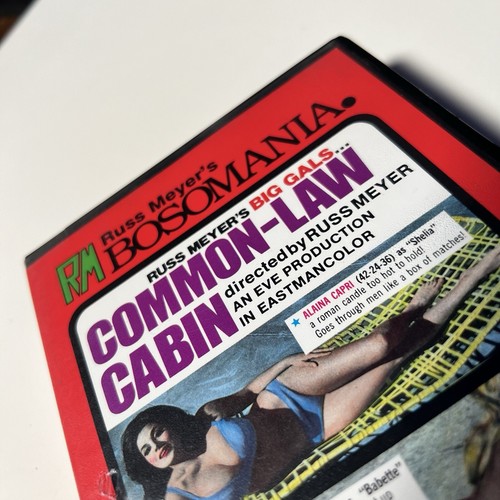 RM
Russ Meyer's
BOSOMANIA.
RUSS MEYER'S BIG GALS...
COMMON-LAW
CABIN
directed by RUSS MEYER
AN EVE PRODUCTION
IN EASTMANCOLOR
★ ALAINA CAPRI (42-24-36) as "Shelia"
a roman candle too hot to hold!
Goes through men like a box of matches!
"Babette"
UP